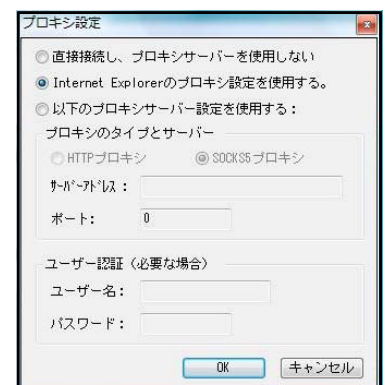 プロキシ設定
直接接続し、プロキシサーバーを使用しない
Internet Explorerのプロキシ設定を使用する。
以下のプロキシサーバー設定を使用する：
プロキシのタイプとサーバー
HTTPプロキシ SOCKS5プロキシ
ｻｰﾊﾞｰｱﾄﾞﾚｽ：
ポート： 0
ユーザー認証（必要な場合）
ユーザー名：
パスワード：
OK キャンセル